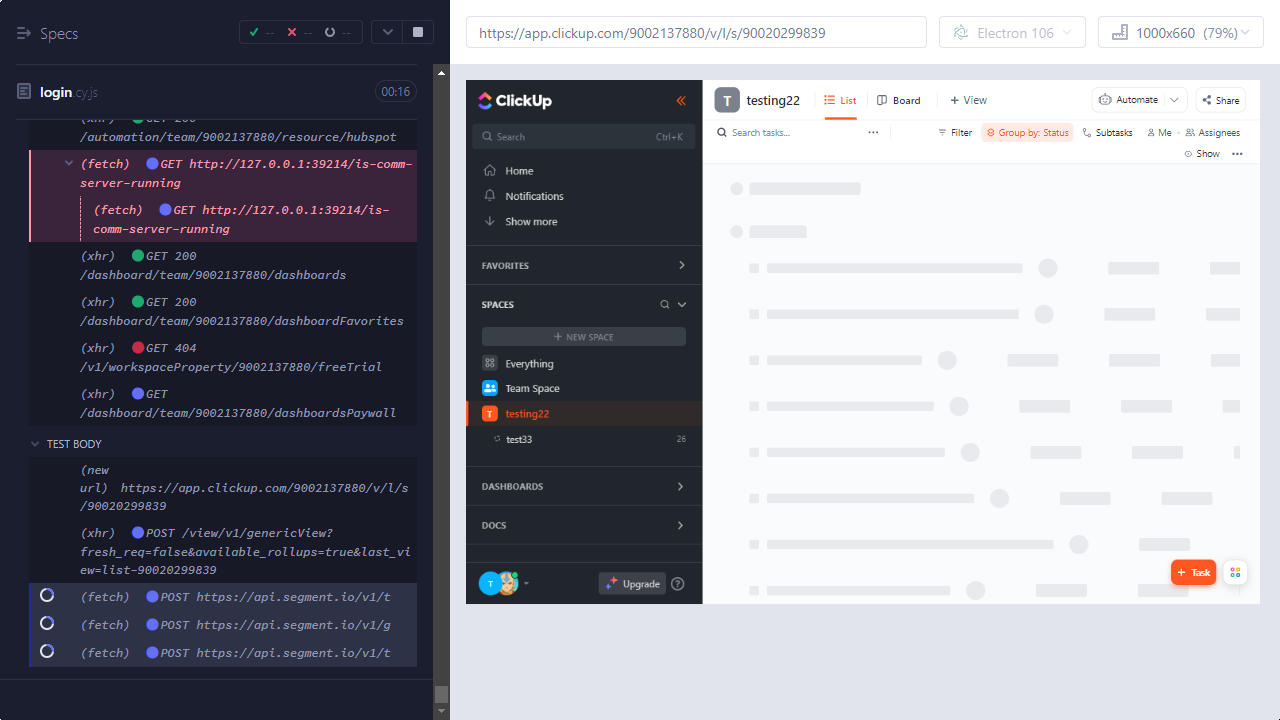 Specs
-- -- --
login.cy.js
00:16
(xhr) GET 200
/automation/team/9002137880/resource/hubspot
(fetch) GET http://127.0.0.1:39214/is-comm-
server-running
(fetch) GET http://127.0.0.1:39214/is-
comm-server-running
(xhr) GET 200
/dashboard/team/9002137880/dashboards
(xhr) GET 200
/dashboard/team/9002137880/dashboardFavorites
(xhr) GET 404
/v1/workspaceProperty/9002137880/freeTrial
(xhr) GET
/dashboard/team/9002137880/dashboardsPaywall
TEST BODY
(new
url) https://app.clickup.com/9002137880/v/l/s
/90020299839
(xhr) POST /view/v1/genericView?
fresh_req=false&available_rollups=true&last_vi
ew=list-90020299839
(fetch) POST https://api.segment.io/v1/t
(fetch) POST https://api.segment.io/v1/g
(fetch) POST https://api.segment.io/v1/t
https://app.clickup.com/9002137880/v/l/s/90020299839
Electron 106
1000x660 (79%)
ClickUp
Search Ctrl+K
Home
Notifications
Show more
FAVORITES
SPACES
+ NEW SPACE
Everything
Team Space
T testing22
test33 26
DASHBOARDS
DOCS
T
Upgrade
?
T testing22
List
Board
+ View
Automate
Share
Search tasks...
Filter
Group by: Status
Subtasks
Me
Assignees
Show
+ Task